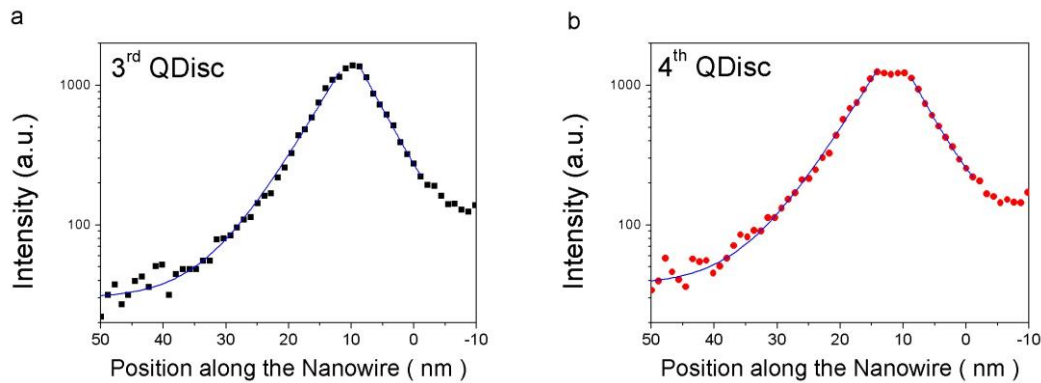 a
3rd QDisc
1000
100
Intensity (a.u.)
50 40 30 20 10 0 -10
Position along the Nanowire ( nm )
b
4th QDisc
1000
100
Intensity (a.u.)
50 40 30 20 10 0 -10
Position along the Nanowire ( nm )